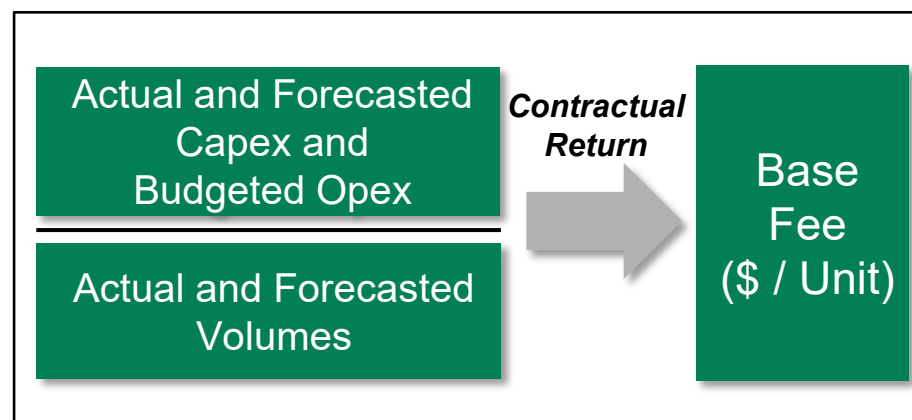 Actual and Forecasted
Capex and
Budgeted Opex
Contractual
Return
Actual and Forecasted
Volumes
Base
Fee
($ / Unit)